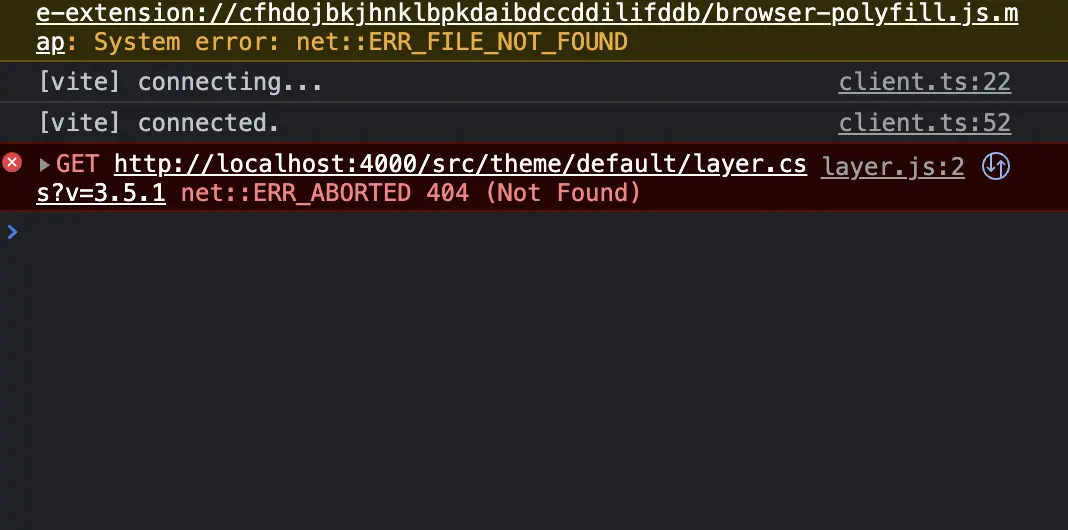 e-extension://cfhdojbkjhnklbpkdaibdccddilifddb/browser-polyfill.js.m
ap: System error: net::ERR_FILE_NOT_FOUND
[vite] connecting... client.ts:22
[vite] connected. client.ts:52
GET http://localhost:4000/src/theme/default/layer.cs layer.js:2
s?v=3.5.1 net::ERR_ABORTED 404 (Not Found)